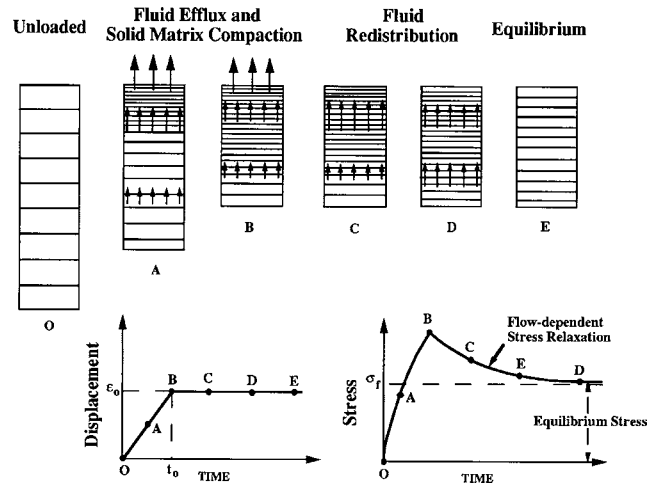 Unloaded
Fluid Efflux and
Solid Matrix Compaction
Fluid
Redistribution
Equilibrium
O
A
B
C
D
E
Displacement
ε₀
B
C
D
E
A
O
t₀
TIME
Stress
σf
B
C
E
D
A
O
Flow-dependent
Stress Relaxation
Equilibrium Stress
TIME